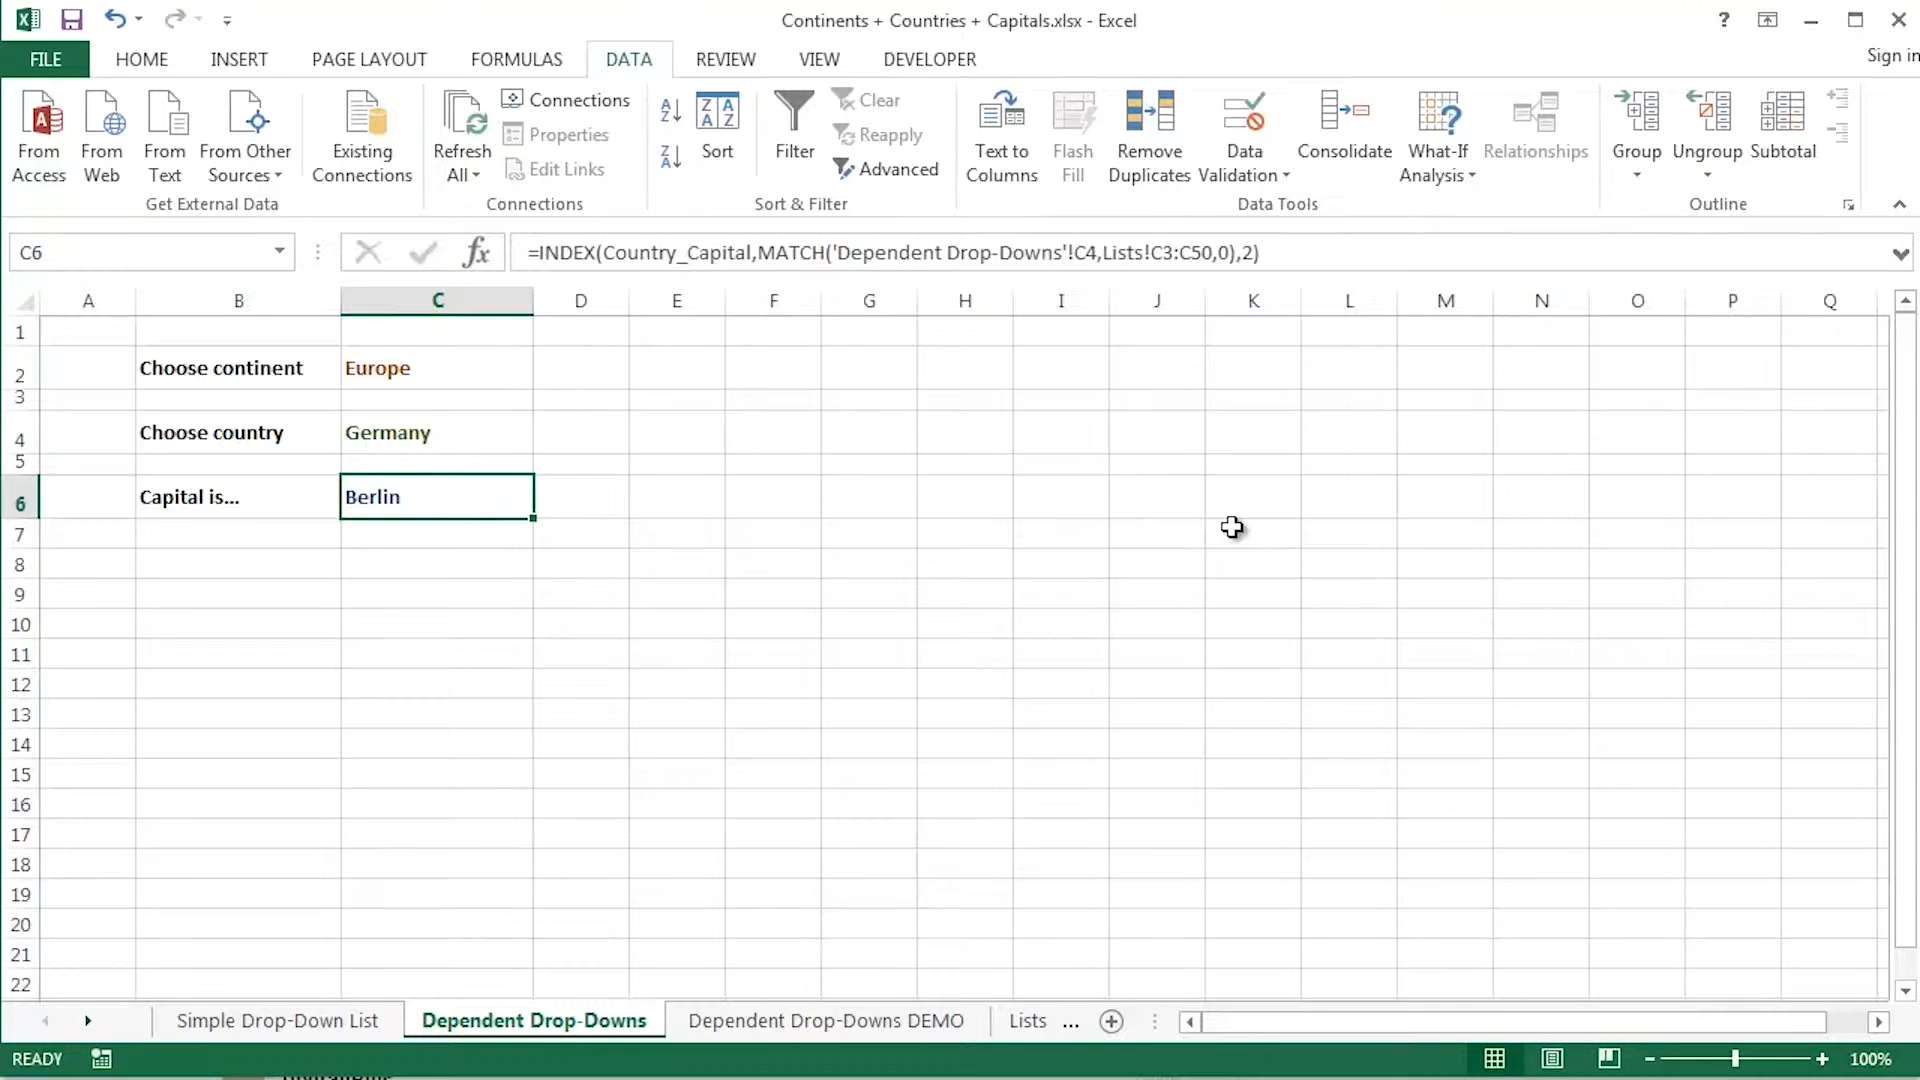 Continents + Countries + Capitals.xlsx - Excel
?
Sign in
FILE HOME INSERT PAGE LAYOUT FORMULAS DATA REVIEW VIEW DEVELOPER
From Access
From Web
From Text
From Other Sources
Existing Connections
Get External Data
Refresh All
Connections
Properties
Edit Links
Connections
Sort
Filter
Clear
Reapply
Advanced
Sort & Filter
Text to Columns
Flash Fill
Remove Duplicates
Data Validation
Consolidate
What-If Analysis
Relationships
Data Tools
Group
Ungroup
Subtotal
Outline
C6
fx
=INDEX(Country_Capital,MATCH('Dependent Drop-Downs'!C4,Lists!C3:C50,0),2)
A B C D E F G H I J K L M N O P Q
1
2 Choose continent Europe
3
4 Choose country Germany
5
6 Capital is... Berlin
7
8
9
10
11
12
13
14
15
16
17
18
19
20
21
22
Simple Drop-Down List Dependent Drop-Downs Dependent Drop-Downs DEMO Lists ...
READY
100%